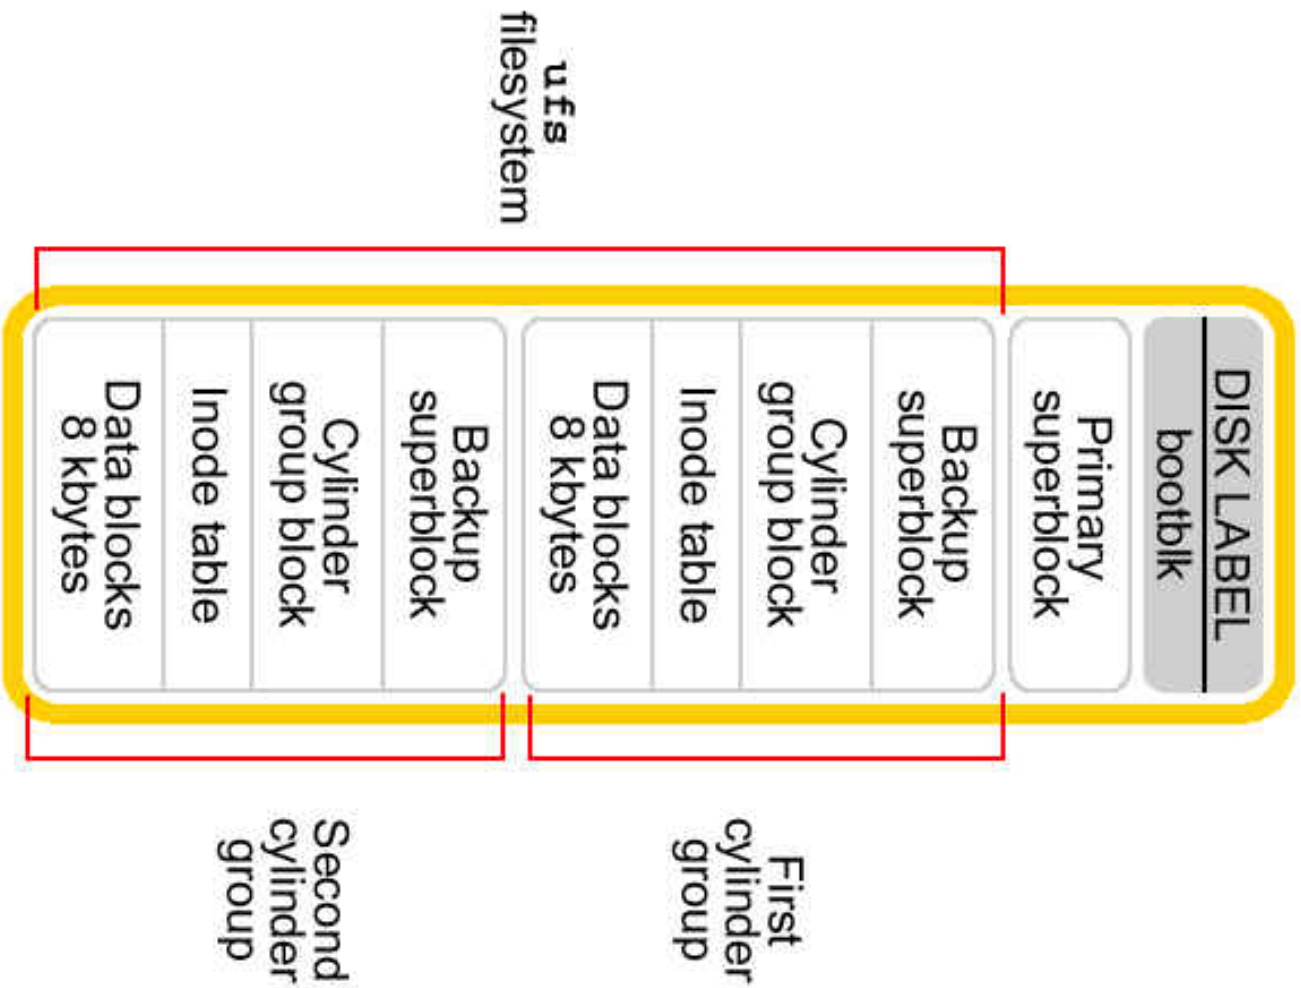 DISK LABEL
bootblk
Primary
superblock
Backup
superblock
Cylinder
group block
Inode table
Data blocks
8 kbytes
Backup
superblock
Cylinder
group block
Inode table
Data blocks
8 kbytes
ufs
filesystem
First
cylinder
group
Second
cylinder
group